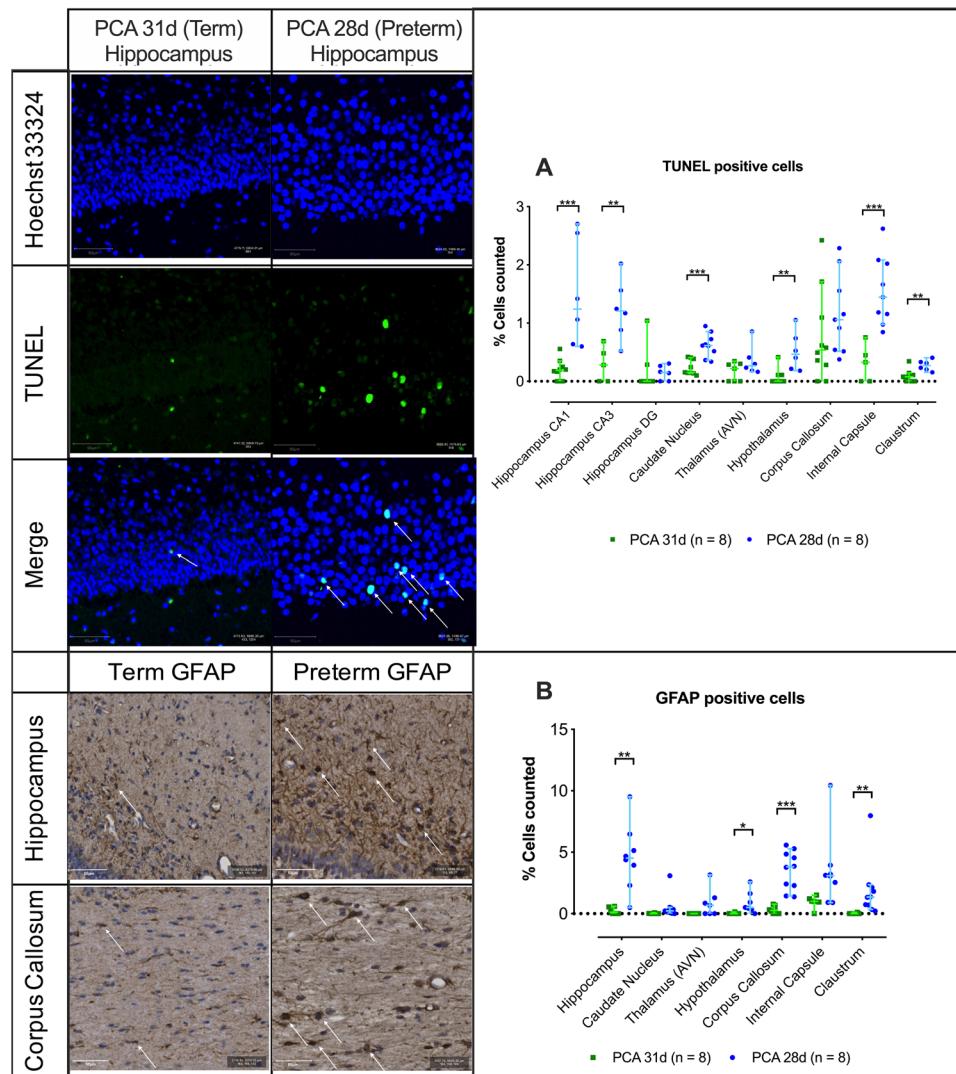 PCA 31d (Term)
Hippocampus
PCA 28d (Preterm)
Hippocampus
Hoechst 33324
TUNEL
Merge
Term GFAP
Preterm GFAP
Hippocampus
Corpus Callosum
A
TUNEL positive cells
% Cells counted
3
2
1
0
Hippocampus CA1
Hippocampus CA3
Hippocampus DG
Caudate Nucleus
Thalamus (AVN)
Hypothalamus
Corpus Callosum
Internal Capsule
Claustrum
***
**
***
**
***
**
PCA 31d (n = 8)
PCA 28d (n = 8)
B
GFAP positive cells
% Cells counted
15
10
5
0
Hippocampus
Caudate Nucleus
Thalamus (AVN)
Hypothalamus
Corpus Callosum
Internal Capsule
Claustrum
**
*
***
**
PCA 31d (n = 8)
PCA 28d (n = 8)